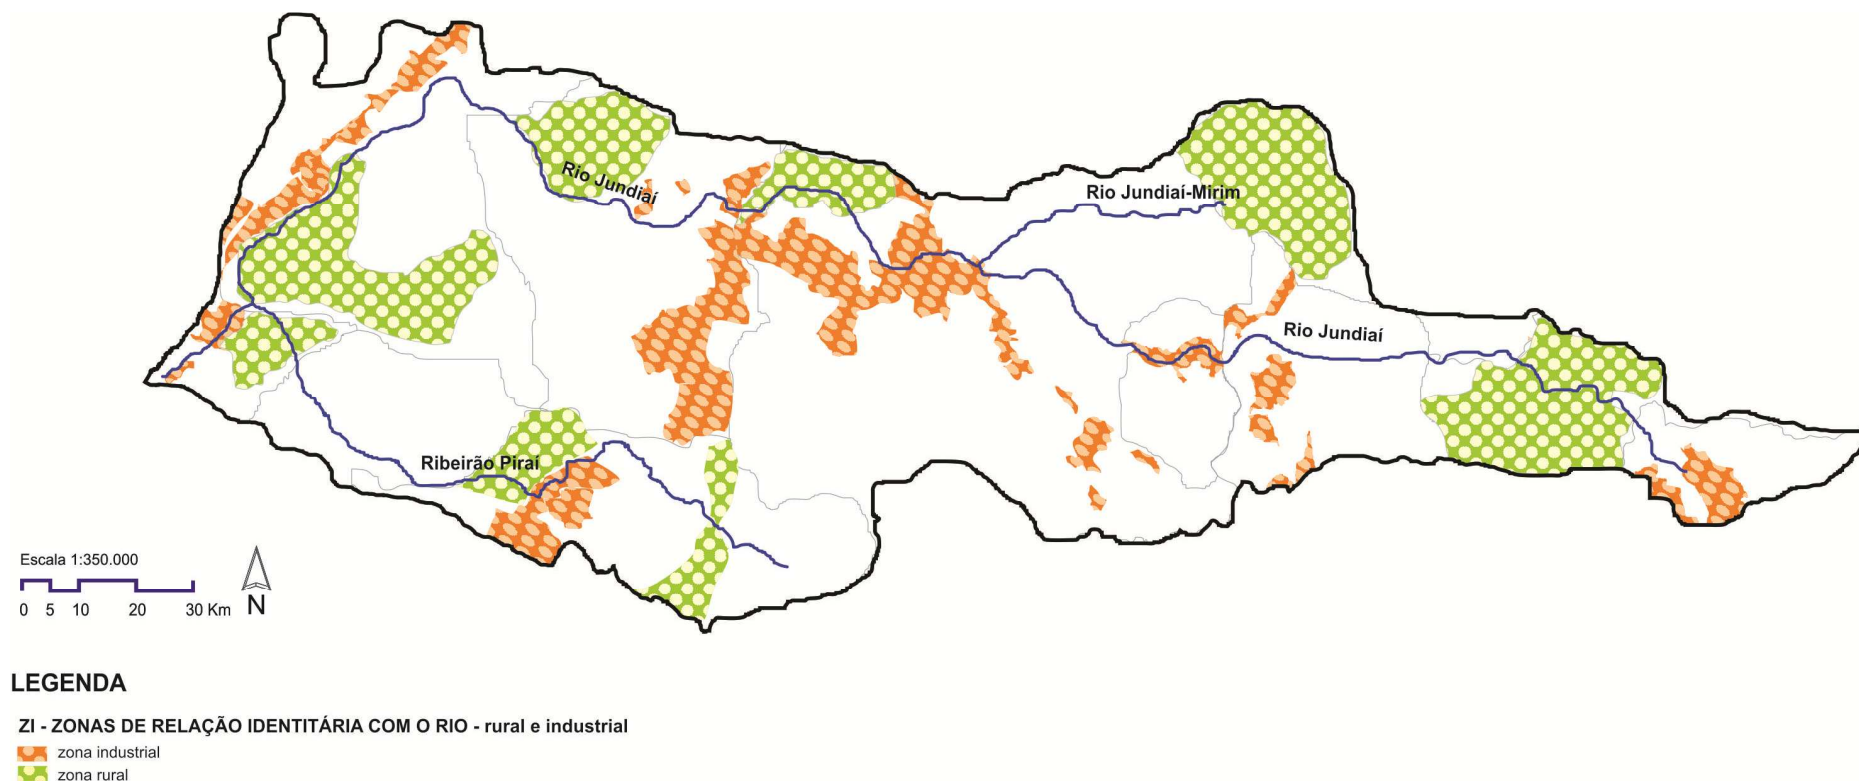 Rio Jundiaí
Rio Jundiaí-Mirim
Rio Jundiaí
Ribeirão Piraí
Escala 1:350.000
0 5 10 20 30 Km
N
LEGENDA
ZI - ZONAS DE RELAÇÃO IDENTITÁRIA COM O RIO - rural e industrial
zona industrial
zona rural